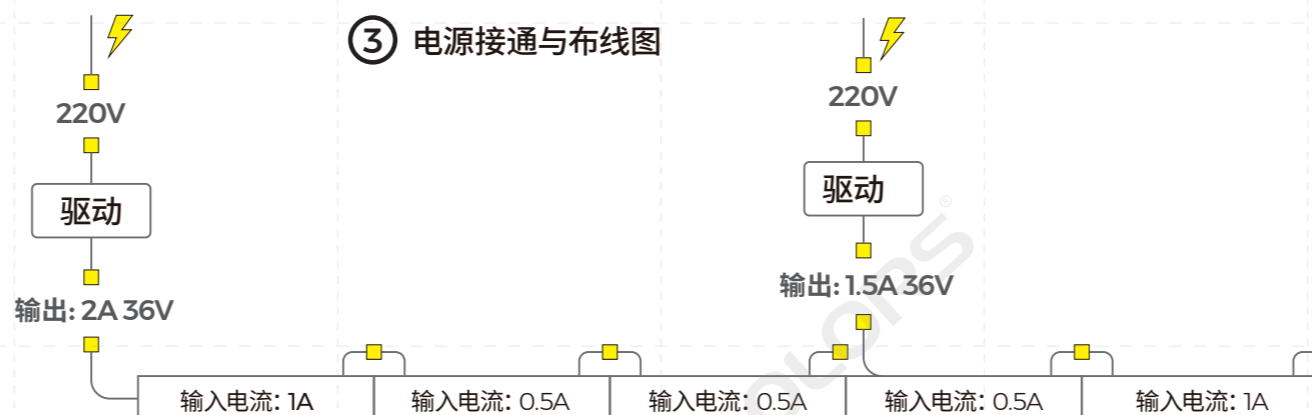 ③ 电源接通与布线图
220V
驱动
输出: 2A 36V
220V
驱动
输出: 1.5A 36V
输入电流: 1A
输入电流: 0.5A
输入电流: 0.5A
输入电流: 0.5A
输入电流: 1A
OLORS®